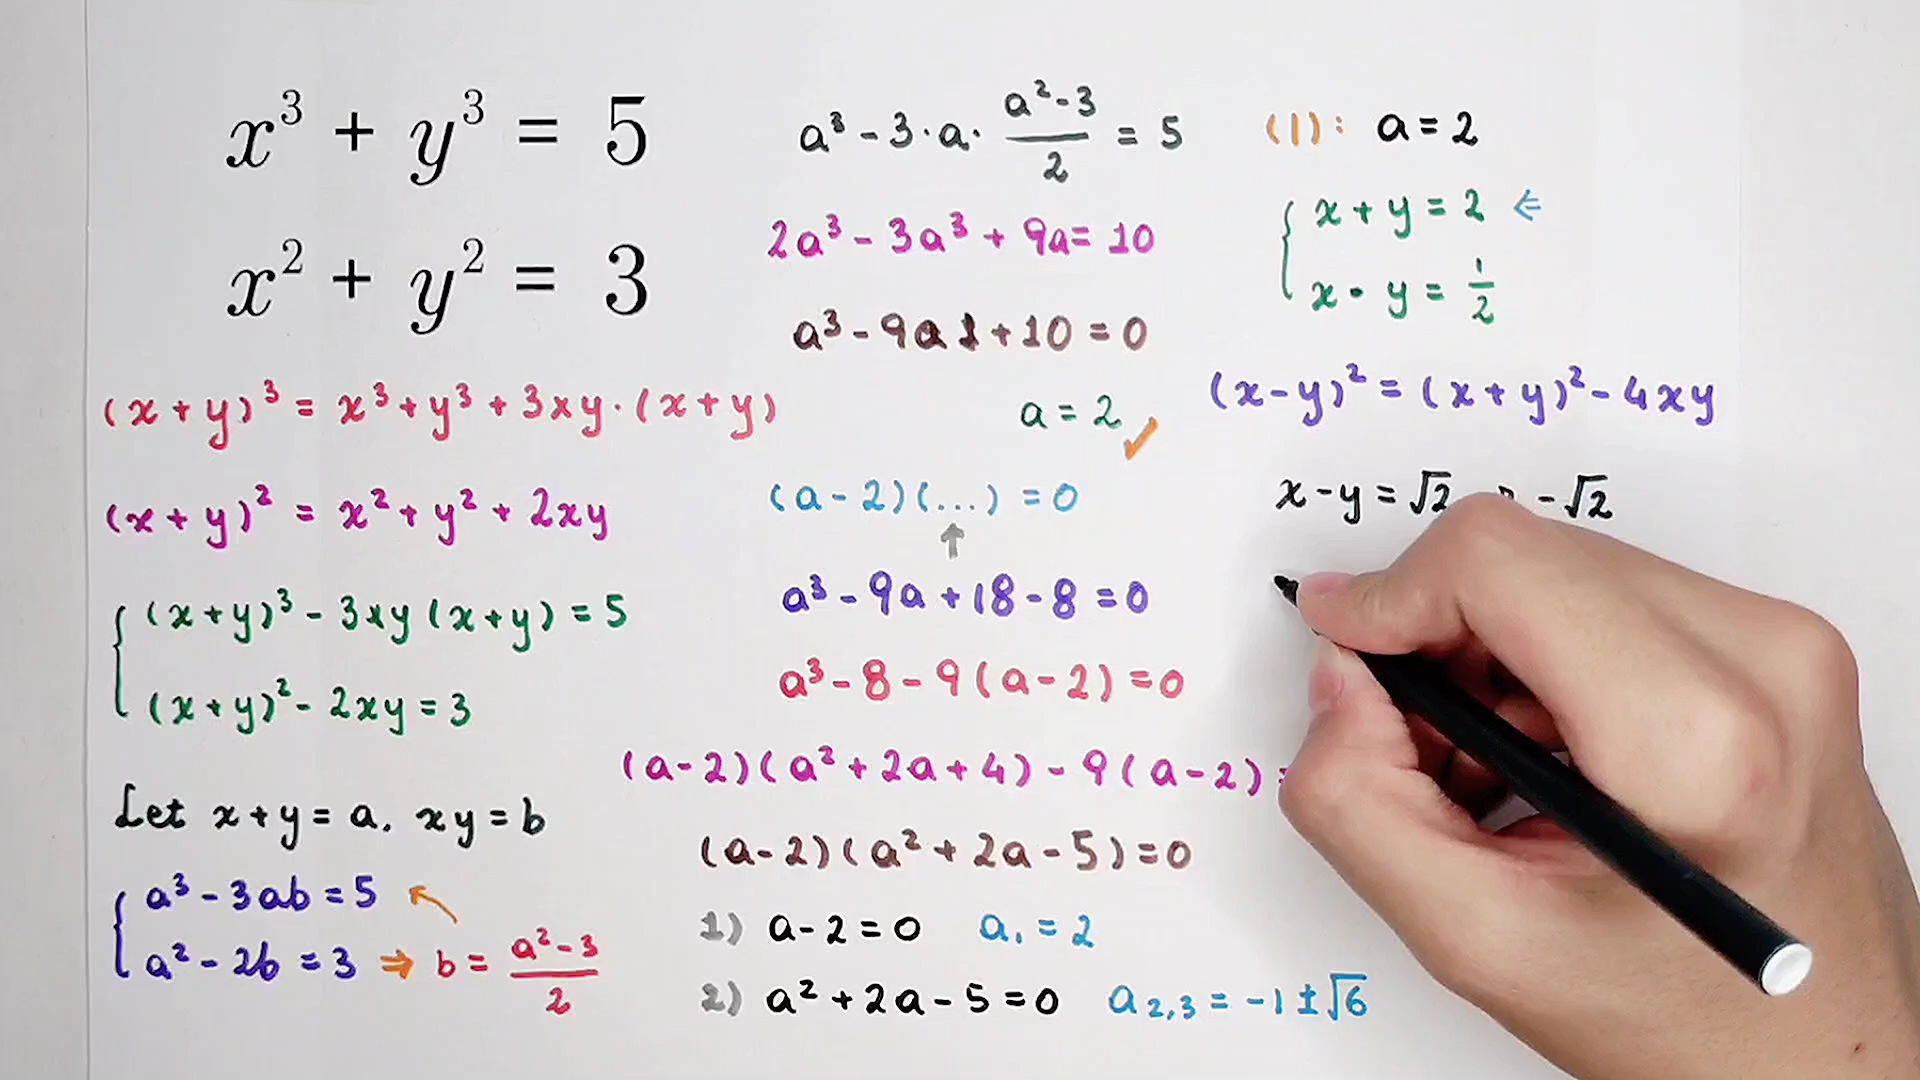 x³ + y³ = 5
x² + y² = 3
(x+y)³ = x³+y³+3xy·(x+y)
(x+y)² = x²+y²+2xy
(x+y)³ - 3xy(x+y) = 5
(x+y)² - 2xy = 3
Let x+y = a, xy = b
a³ - 3ab = 5
a² - 2b = 3 ⇒ b = (a²-3)/2
a³ - 3·a· (a²-3)/2 = 5
2a³ - 3a³ + 9a = 10
a³ - 9a + 10 = 0
a = 2 ✓
(a-2)(...) = 0
↑
a³ - 9a + 18 - 8 = 0
a³ - 8 - 9(a-2) = 0
(a-2)(a²+2a+4) - 9(a-2) =
(a-2)(a²+2a-5) = 0
1) a-2 = 0 a₁ = 2
2) a²+2a-5 = 0 a₂,₃ = -1±√6
(1): a = 2
x + y = 2 ⇐
x · y = 1/2
(x-y)² = (x+y)² - 4xy
x-y = √2 -√2